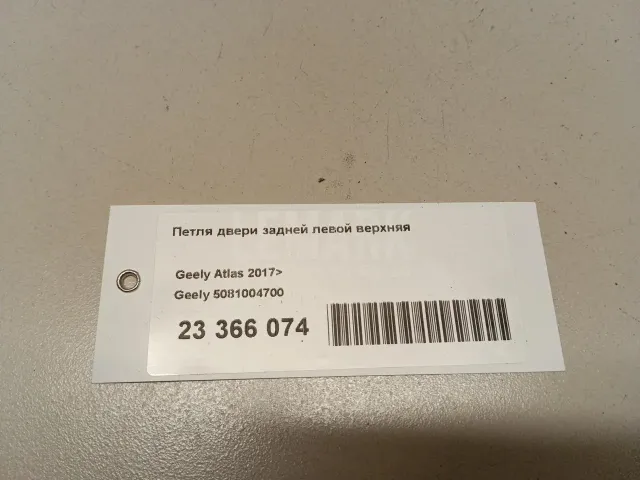 Петля двери задней левой верхняя
Geely Atlas 2017>
Geely 5081004700
23 366 074